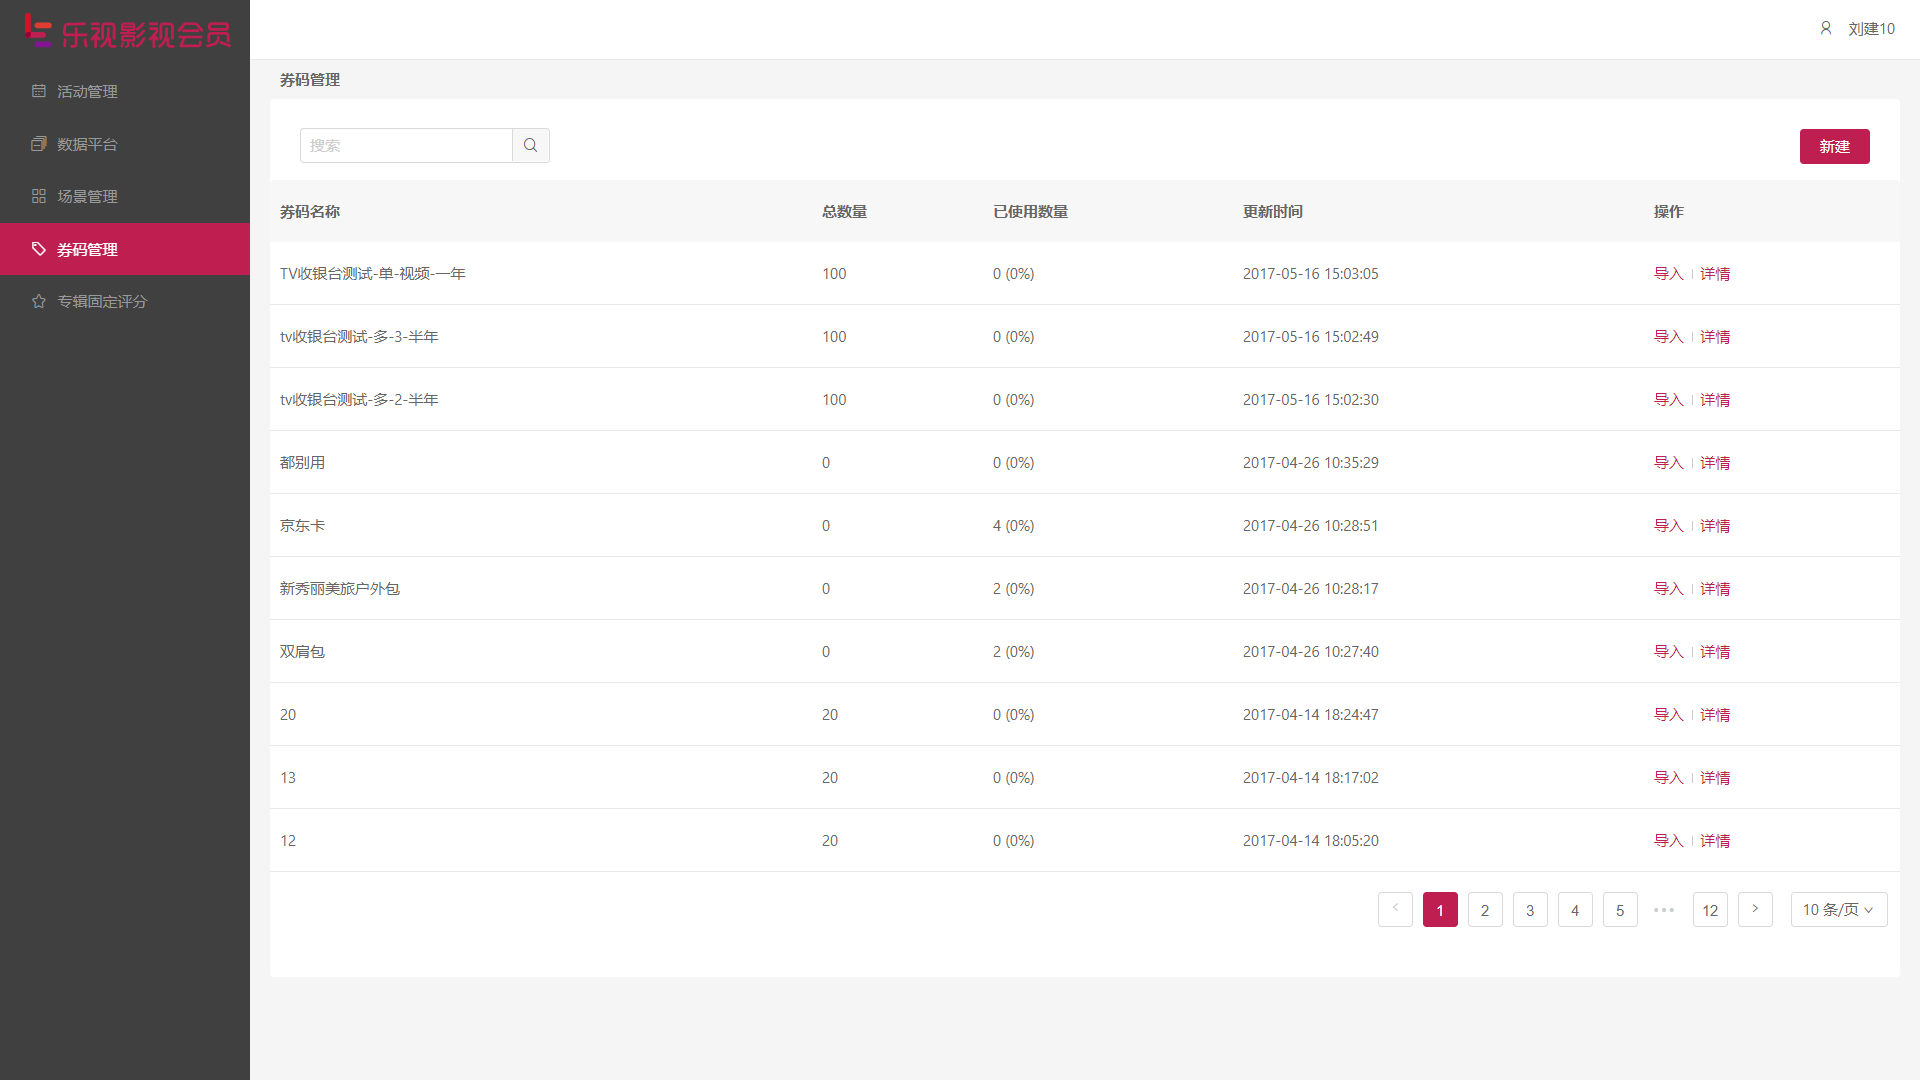 乐视影视会员
刘建10
活动管理
数据平台
场景管理
券码管理
专辑固定评分
券码管理
搜索
新建
券码名称 总数量 已使用数量 更新时间 操作
TV收银台测试-单-视频-一年 100 0 (0%) 2017-05-16 15:03:05 导入 详情
tv收银台测试-多-3-半年 100 0 (0%) 2017-05-16 15:02:49 导入 详情
tv收银台测试-多-2-半年 100 0 (0%) 2017-05-16 15:02:30 导入 详情
都别用 0 0 (0%) 2017-04-26 10:35:29 导入 详情
京东卡 0 4 (0%) 2017-04-26 10:28:51 导入 详情
新秀丽美旅户外包 0 2 (0%) 2017-04-26 10:28:17 导入 详情
双肩包 0 2 (0%) 2017-04-26 10:27:40 导入 详情
20 20 0 (0%) 2017-04-14 18:24:47 导入 详情
13 20 0 (0%) 2017-04-14 18:17:02 导入 详情
12 20 0 (0%) 2017-04-14 18:05:20 导入 详情
1 2 3 4 5 ••• 12 10 条/页